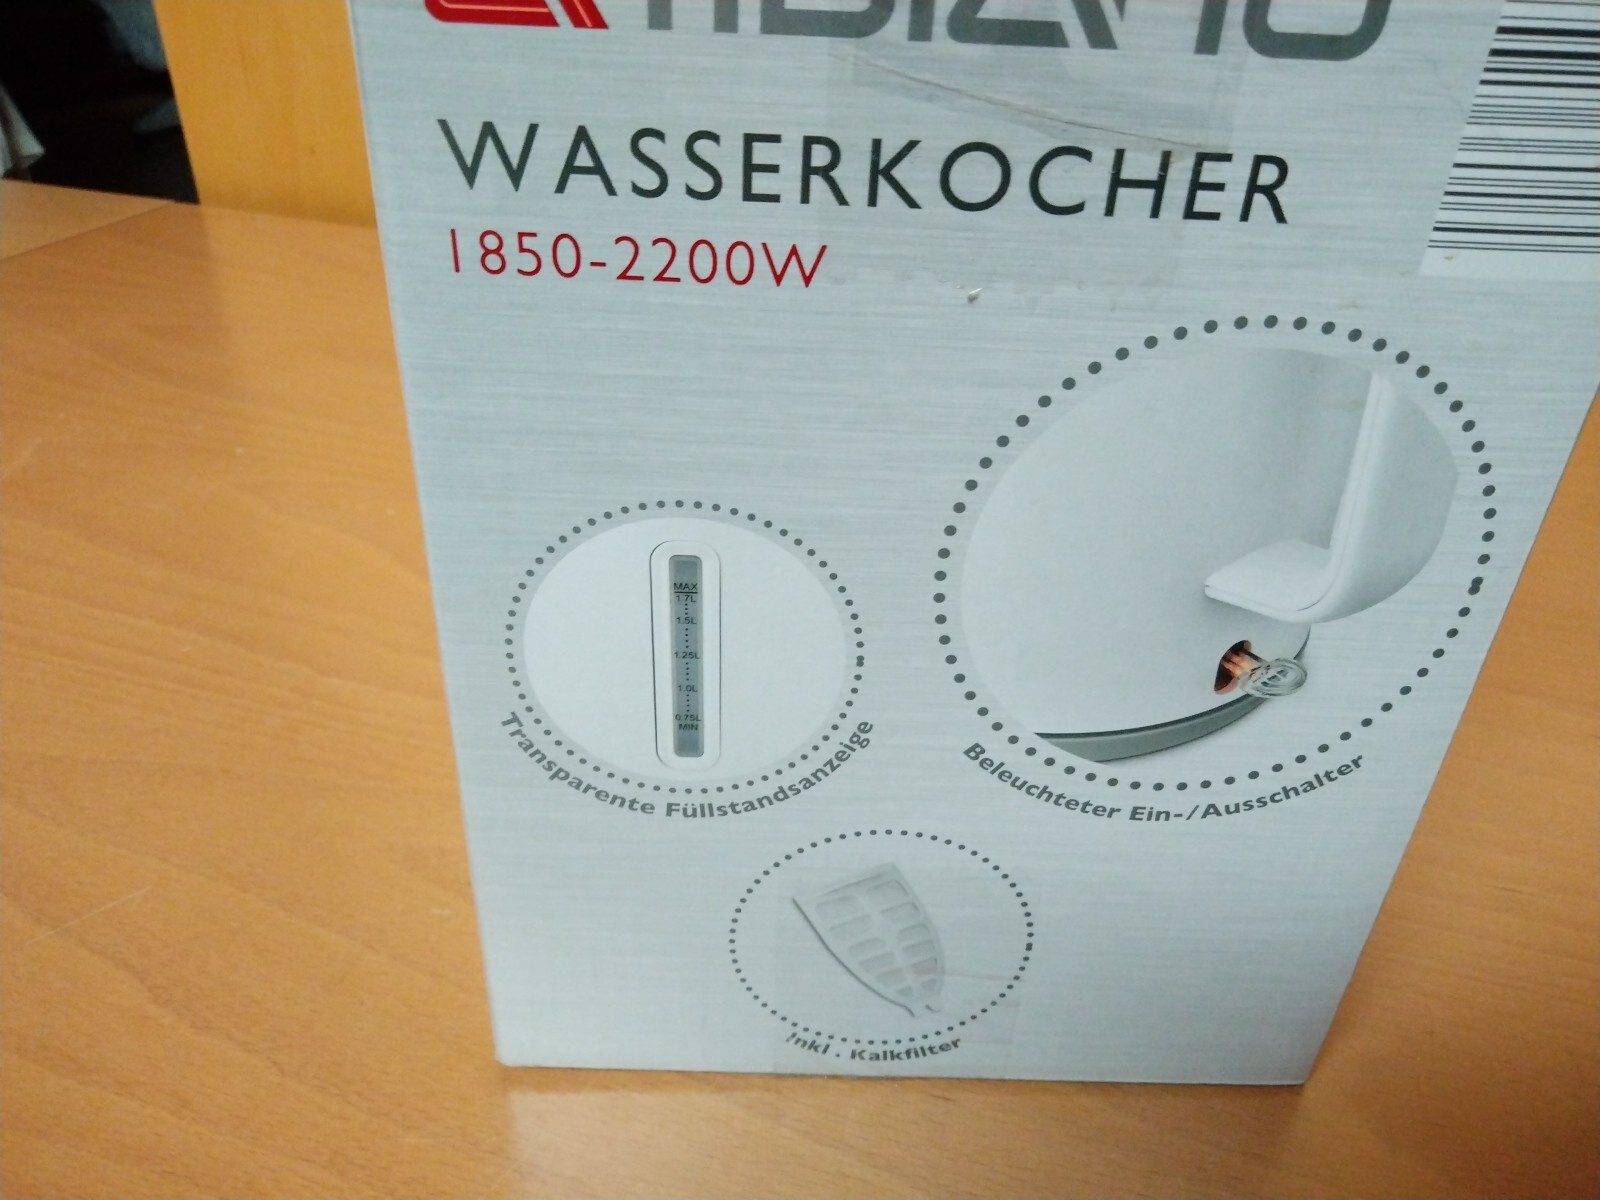 WASSERKOCHER
1850-2200W
MAX
1.7L
1.5L
1.25L
1.0L
0.75L
MIN
Transparente Füllstandsanzeige
Beleuchteter Ein-/Ausschalter
Inkl. Kalkfilter